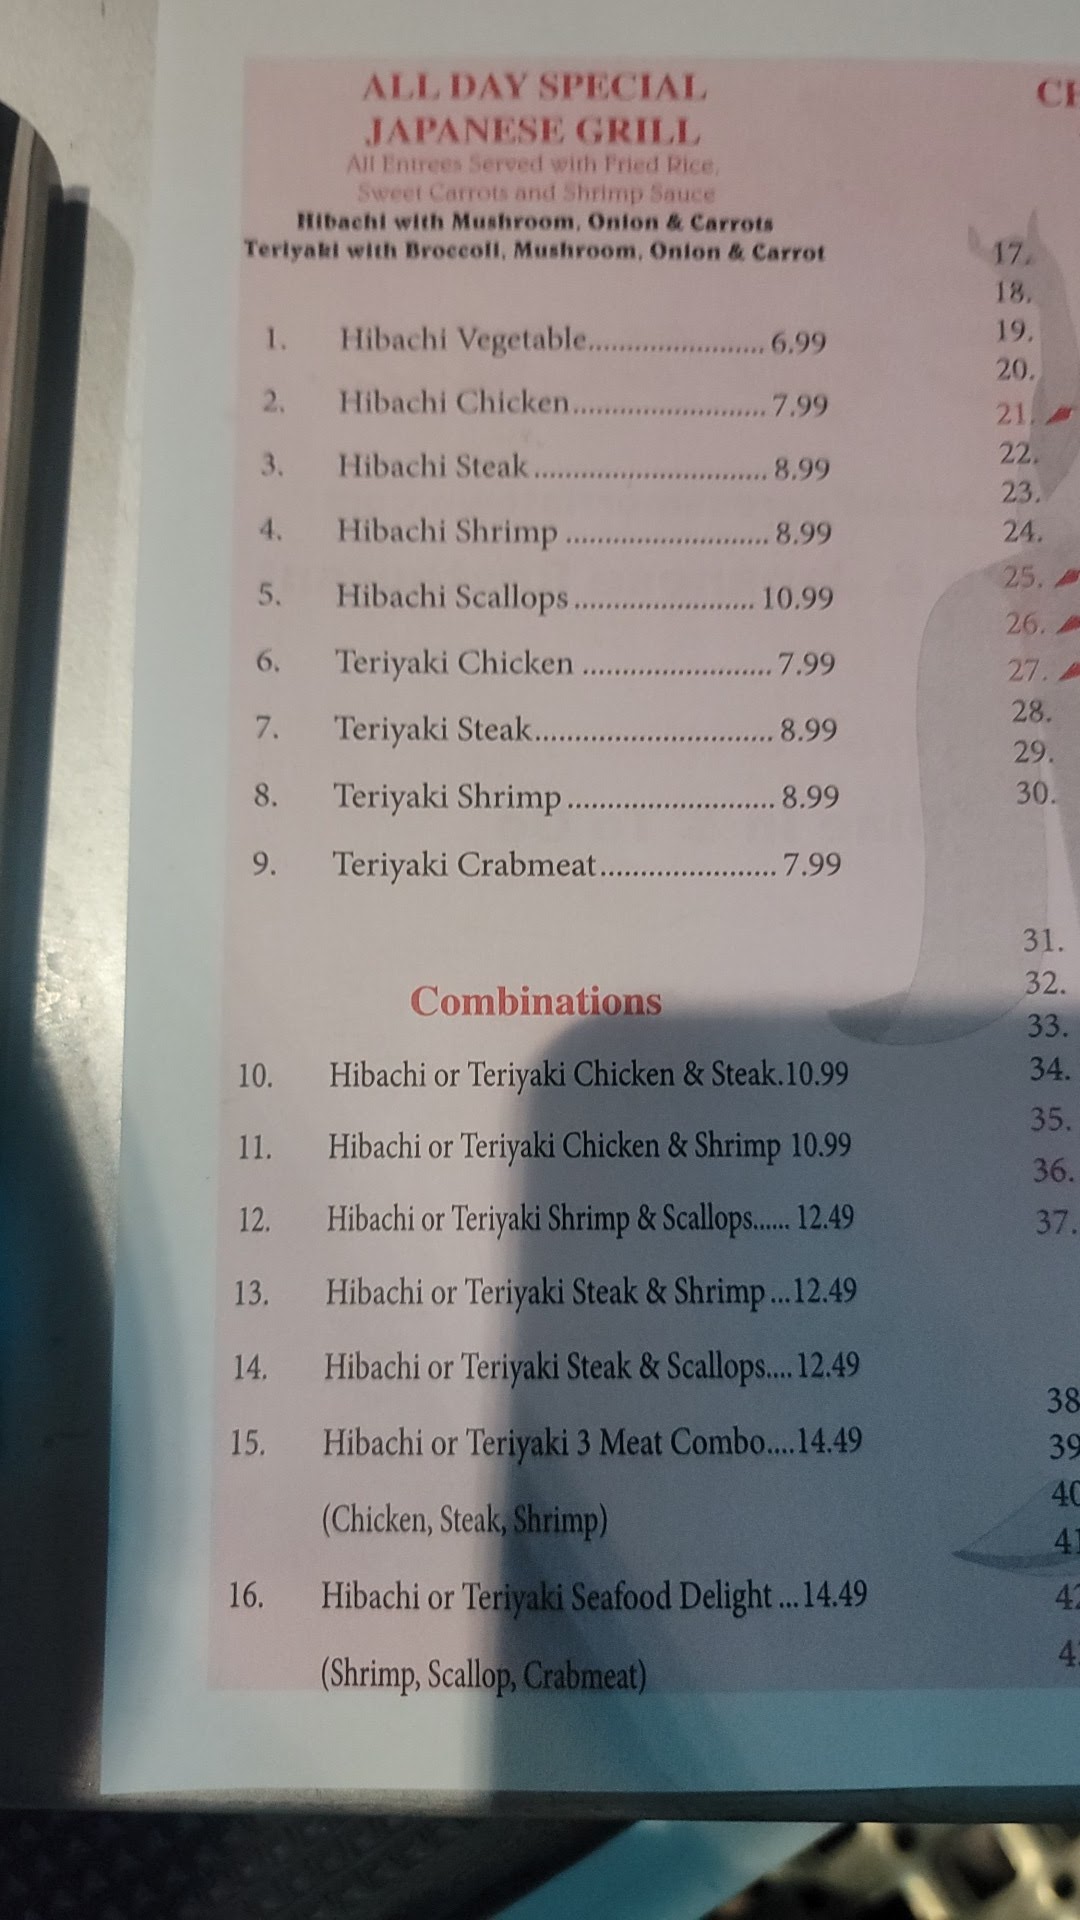 ALL DAY SPECIAL
JAPANESE GRILL
All Entrees Served with Fried Rice,
Sweet Carrots and Shrimp Sauce
Hibachi with Mushroom, Onion & Carrots
Teriyaki with Broccoli, Mushroom, Onion & Carrot
1. Hibachi Vegetable....................... 6.99
2. Hibachi Chicken......................... 7.99
3. Hibachi Steak.............................. 8.99
4. Hibachi Shrimp .......................... 8.99
5. Hibachi Scallops....................... 10.99
6. Teriyaki Chicken ........................ 7.99
7. Teriyaki Steak............................... 8.99
8. Teriyaki Shrimp........................... 8.99
9. Teriyaki Crabmeat....................... 7.99
Combinations
10. Hibachi or Teriyaki Chicken & Steak.10.99
11. Hibachi or Teriyaki Chicken & Shrimp 10.99
12. Hibachi or Teriyaki Shrimp & Scallops...... 12.49
13. Hibachi or Teriyaki Steak & Shrimp ...12.49
14. Hibachi or Teriyaki Steak & Scallops.... 12.49
15. Hibachi or Teriyaki 3 Meat Combo....14.49
(Chicken, Steak, Shrimp)
16. Hibachi or Teriyaki Seafood Delight ...14.49
(Shrimp, Scallop, Crabmeat)
17.
18.
19.
20.
21.
22.
23.
24.
25.
26.
27.
28.
29.
30.
31.
32.
33.
34.
35.
36.
37.
38
39
40
41